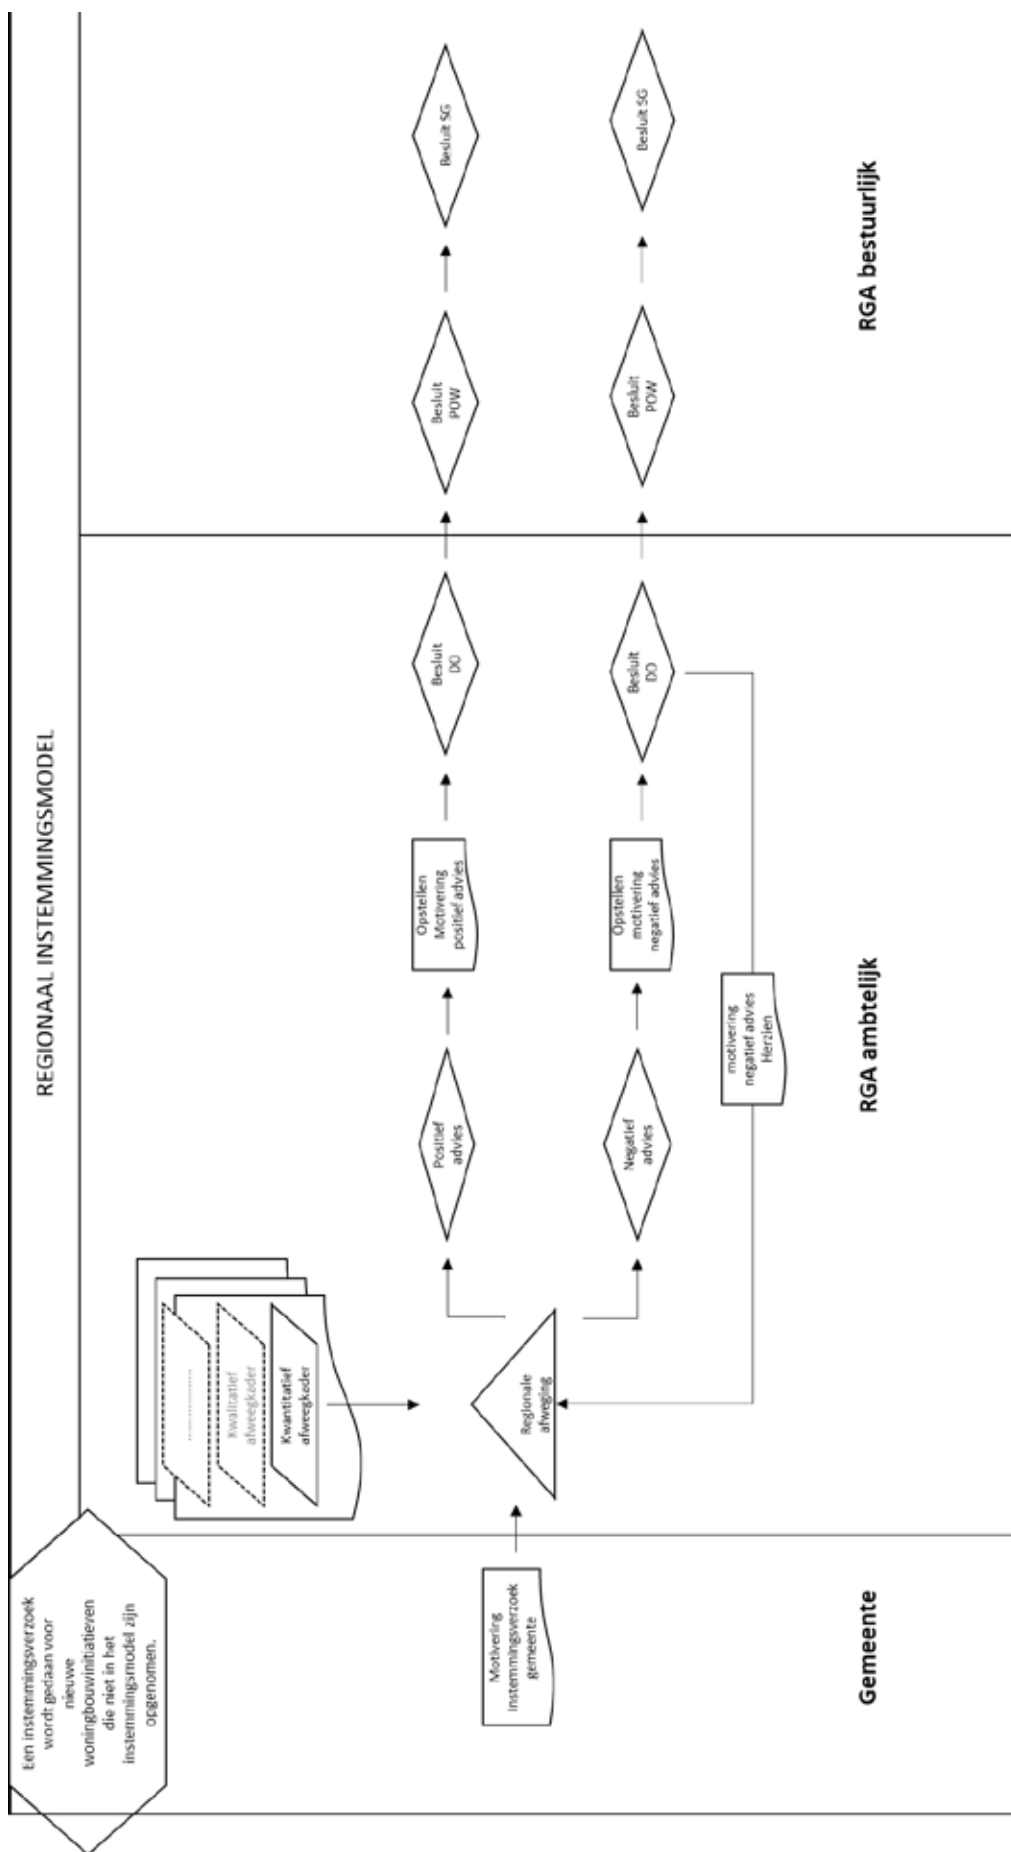 REGIONAAL INSTEMMINGSMODEL
Een instemmingsverzoek
wordt gedaan voor
nieuwe
woningbouwinitiatieven
die niet in het
instemmingsmodel zijn
opgenomen.
Motivering
Instemmingsverzoek
gemeente
Gemeente
..................
Kwalitatief
afweegkader
Kwantitatief
afweegkader
Regionale
afweging
Positief
advies
Opstellen
Motivering
positief advies
Besluit
DO
Negatief
advies
Opstellen
motivering
negatief advies
Besluit
DO
motivering
negatief advies
Herzien
RGA ambtelijk
Besluit
POW
Besluit SG
Besluit
POW
Besluit SG
RGA bestuurlijk